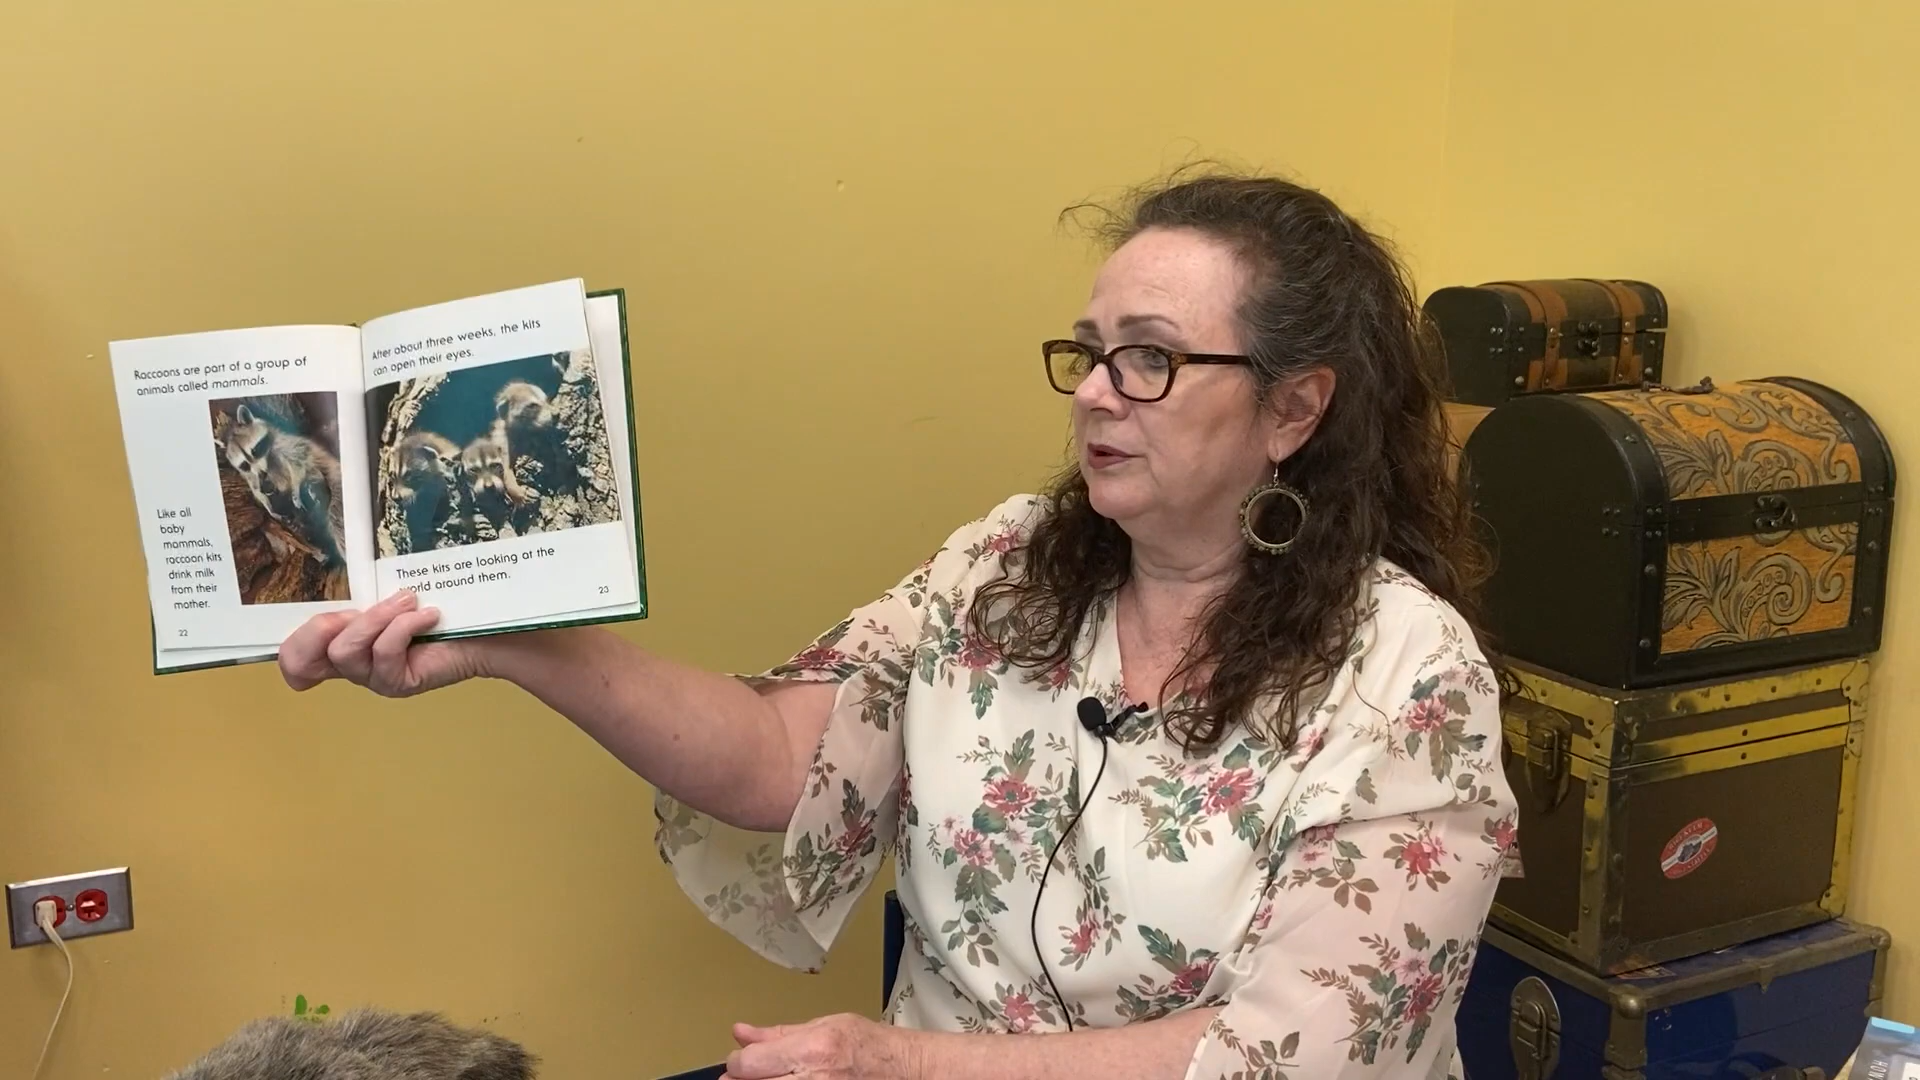 Raccoons are part of a group of
animals called mammals.
Like all
baby
mammals,
raccoon kits
drink milk
from their
mother.
22
After about three weeks, the kits
can open their eyes.
These kits are looking at the
world around them.
23